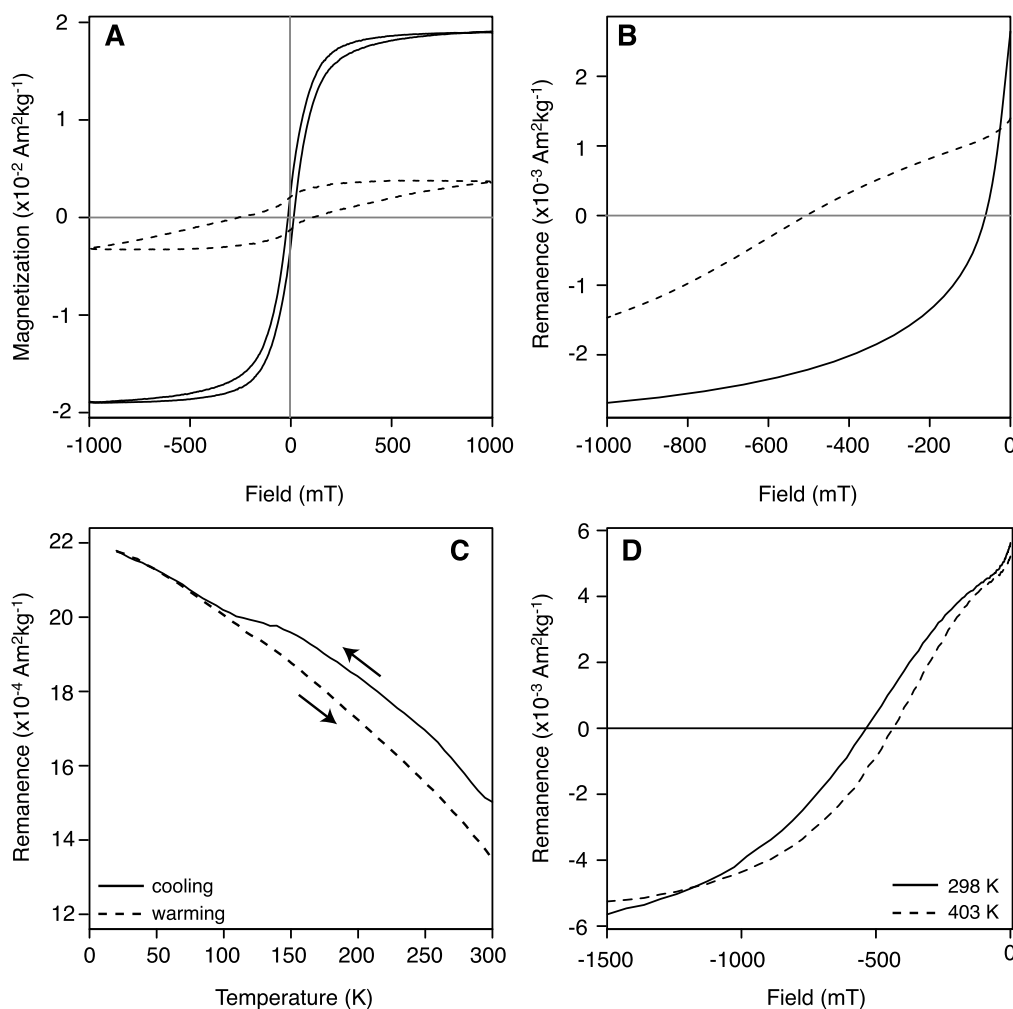 A
Magnetization (x10⁻² Am²kg⁻¹)
2
1
0
-1
-2
-1000 -500 0 500 1000
Field (mT)
B
Remanence (x10⁻³ Am²kg⁻¹)
2
1
0
-1
-2
-1000 -800 -600 -400 -200 0
Field (mT)
C
Remanence (x10⁻⁴ Am²kg⁻¹)
22
20
18
16
14
12
cooling
warming
0 50 100 150 200 250 300
Temperature (K)
D
Remanence (x10⁻³ Am²kg⁻¹)
6
4
2
0
-2
-4
-6
298 K
403 K
-1500 -1000 -500 0
Field (mT)